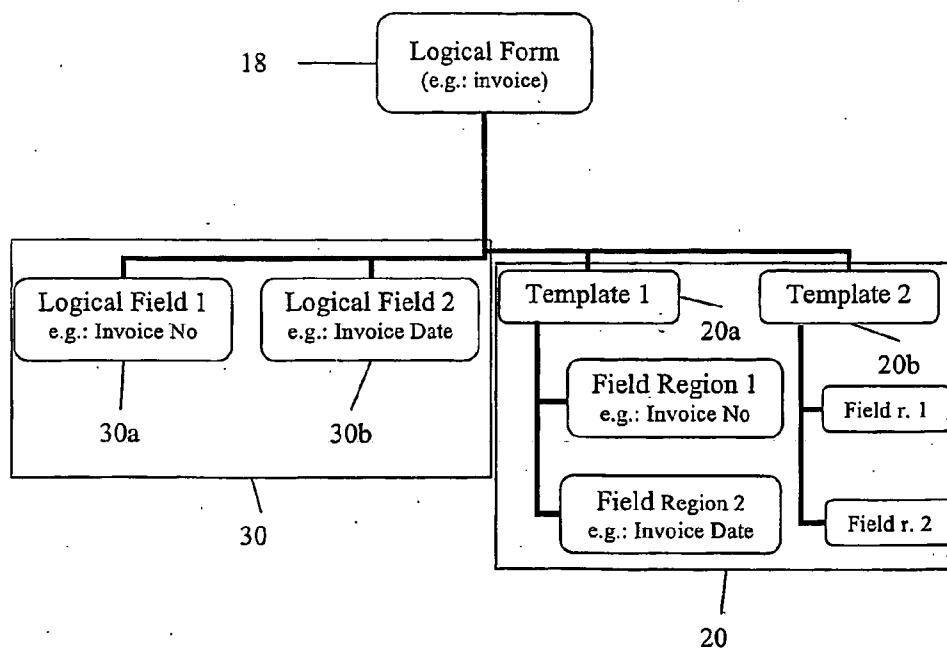 18
Logical Form
(e.g.: invoice)
Logical Field 1
e.g.: Invoice No
Logical Field 2
e.g.: Invoice Date
30a
30b
30
Template 1
20a
Template 2
20b
Field Region 1
e.g.: Invoice No
Field r. 1
Field Region 2
e.g.: Invoice Date
Field r. 2
20